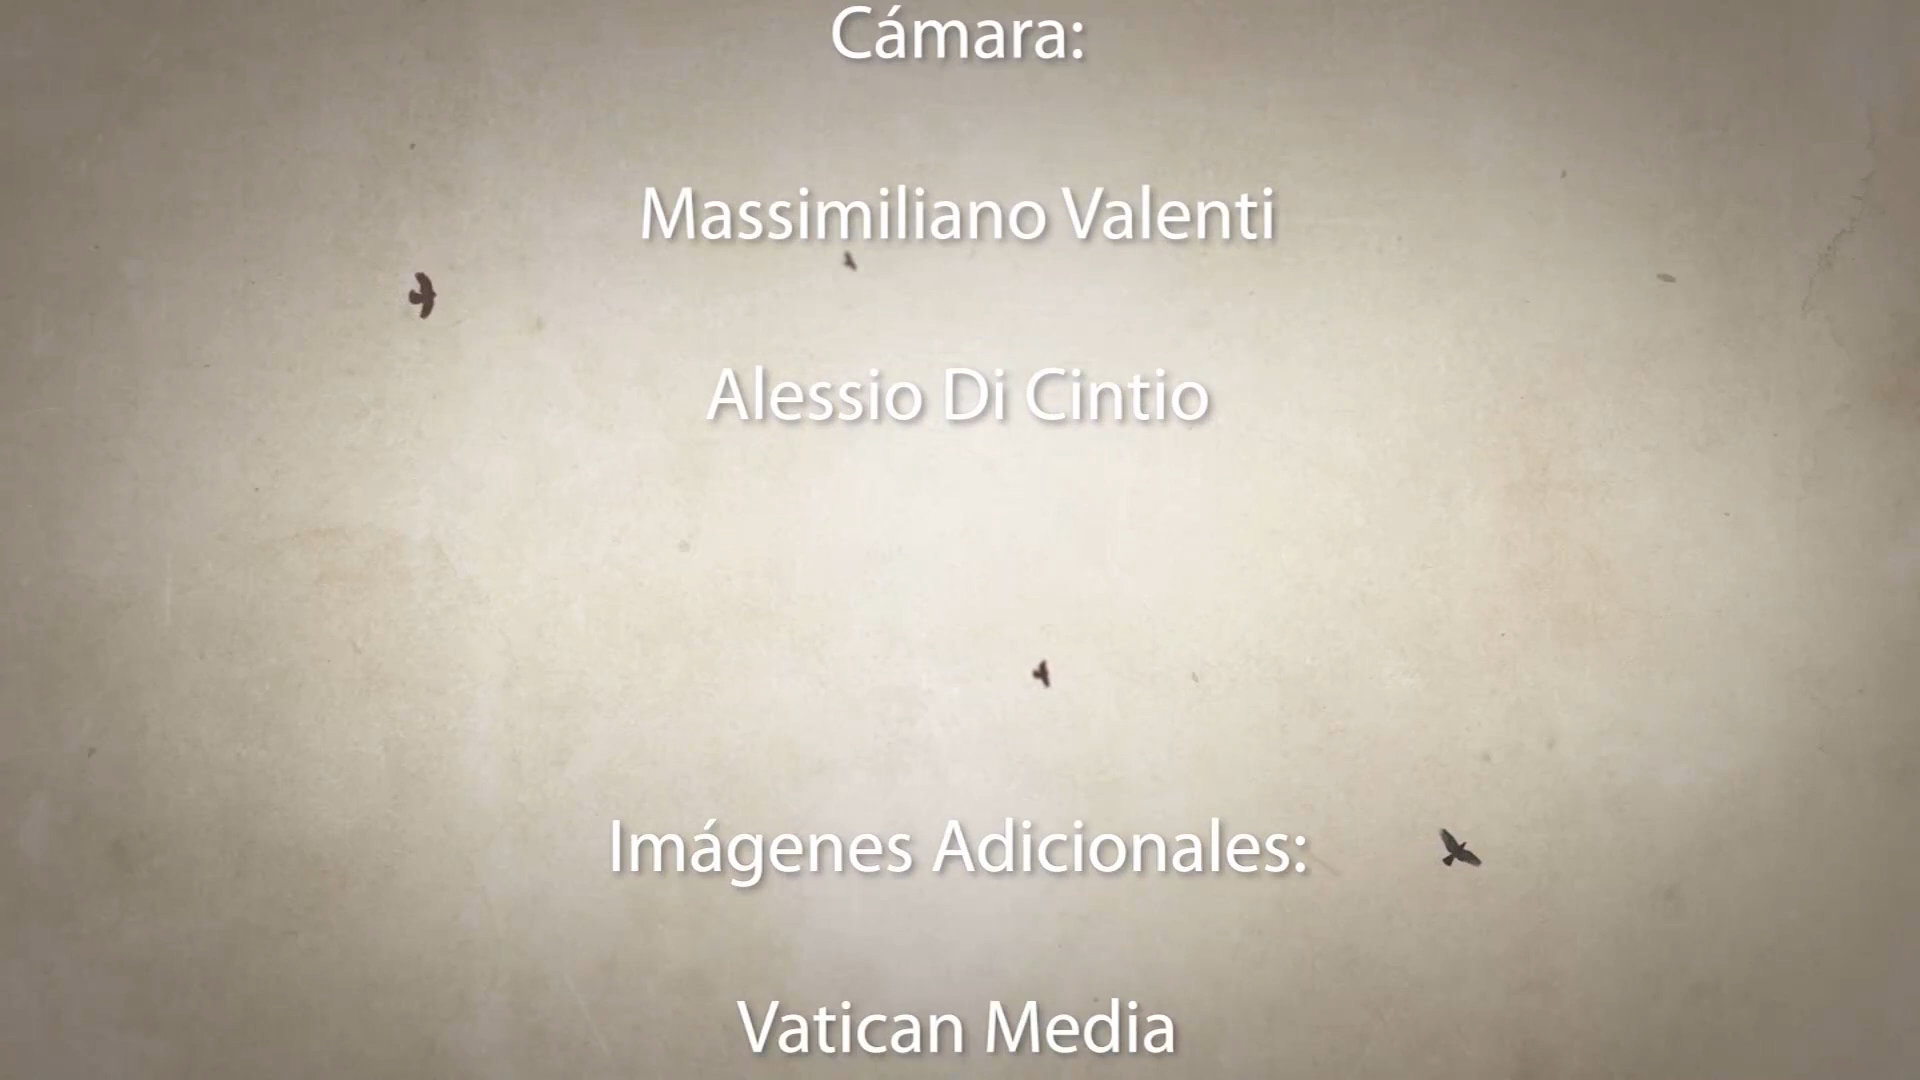 Cámara:
Massimiliano Valenti
Alessio Di Cintio
Imágenes Adicionales:
Vatican Media